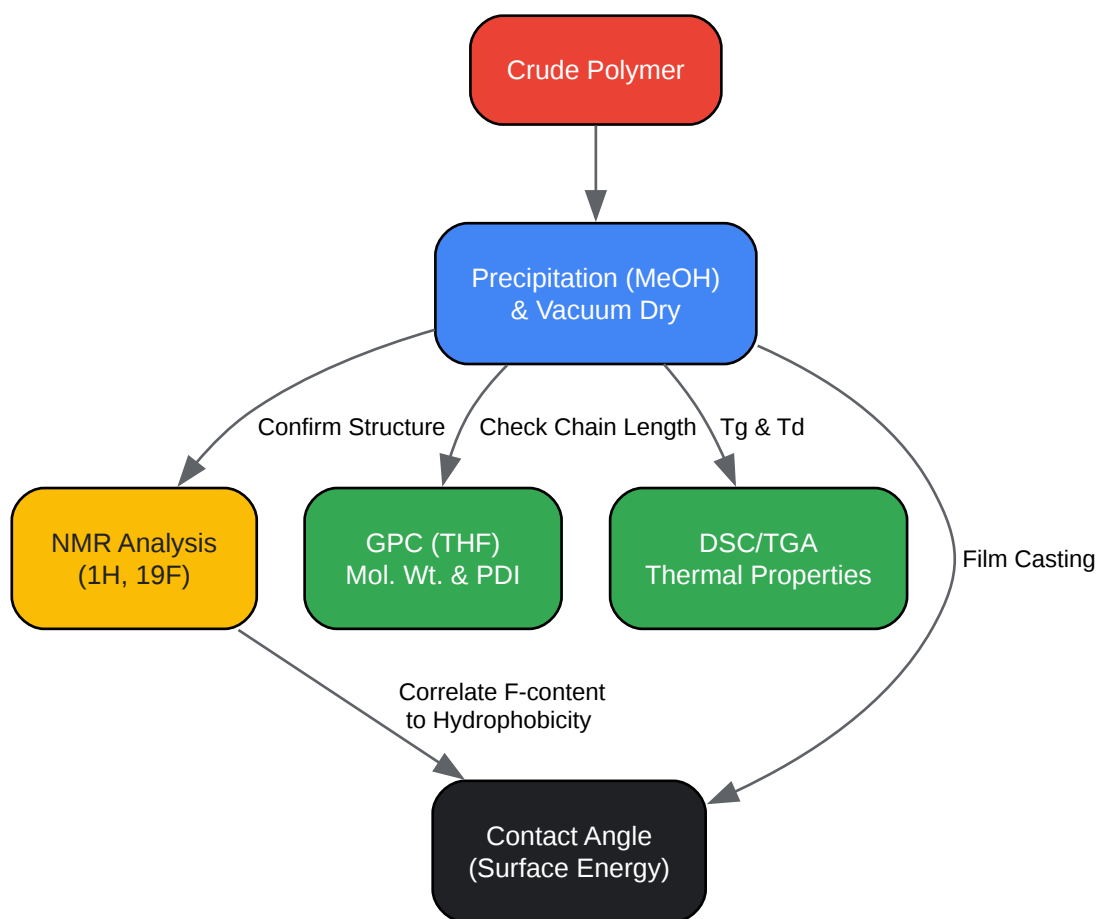 Crude Polymer
Precipitation (MeOH)
& Vacuum Dry
Confirm Structure
Check Chain Length
Tg & Td
Film Casting
NMR Analysis
(1H, 19F)
GPC (THF)
Mol. Wt. & PDI
DSC/TGA
Thermal Properties
Correlate F-content
to Hydrophobicity
Contact Angle
(Surface Energy)